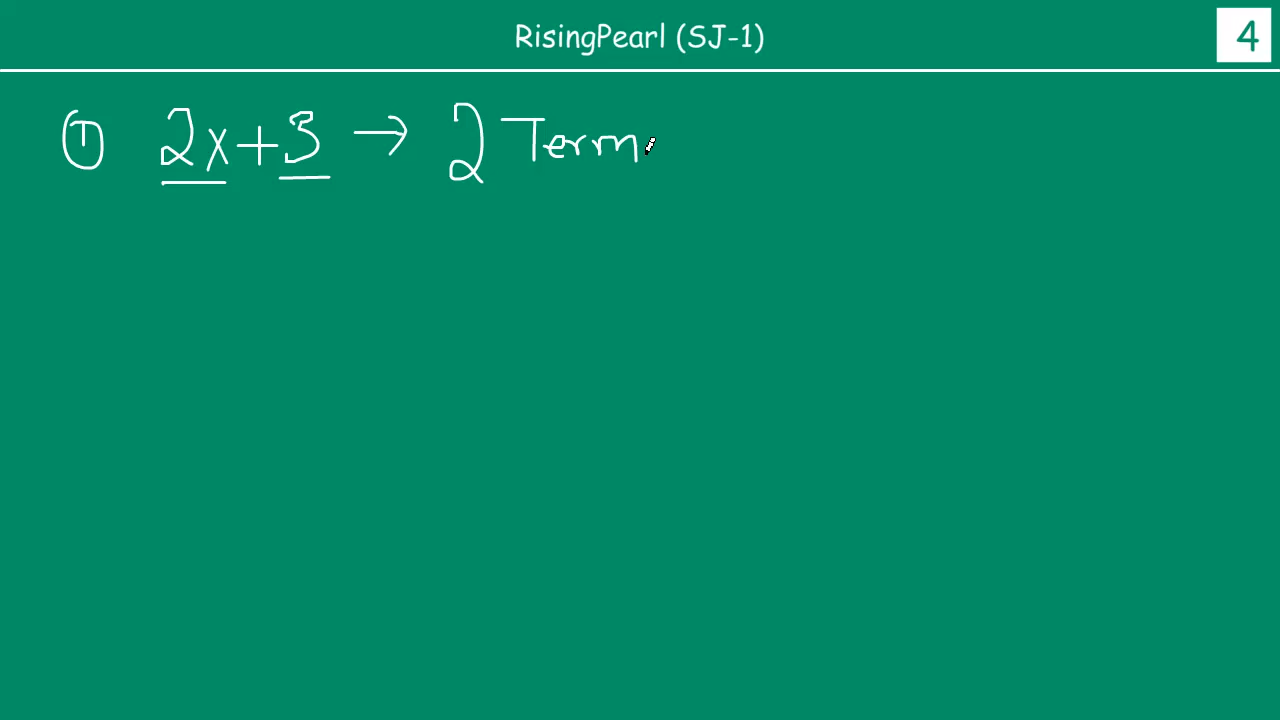 RisingPearl (SJ-1)
4
① 2x+3 → 2 Term